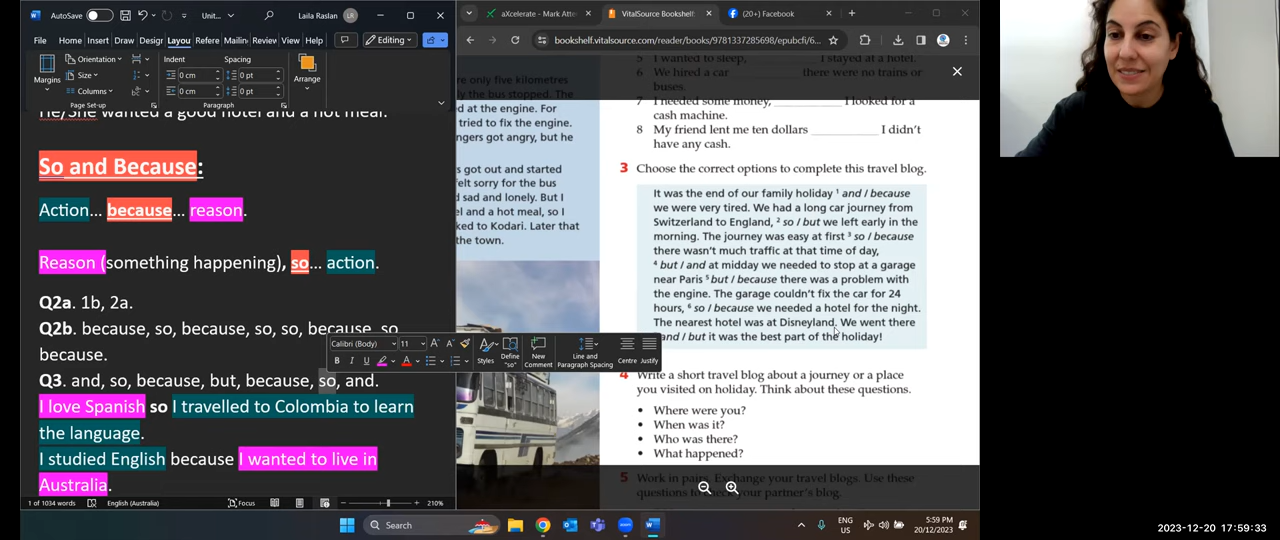 AutoSave
Off
Unit...
Laila Raslan
LR
File
Home
Insert
Draw
Design
Layou
Refere
Mailin
Review
View
Help
Editing
Margins
Orientation
Size
Columns
Page Set-up
Indent
0 cm
0 cm
Spacing
0 pt
0 pt
Paragraph
Arrange
He/She wanted a good hotel and a hot meal.
So and Because:
Action... because... reason.
Reason (something happening), so... action.
Q2a. 1b, 2a.
Q2b. because, so, because, so, so, because, so,
because.
Q3. and, so, because, but, because, so, and.
I love Spanish so I travelled to Colombia to learn
the language.
I studied English because I wanted to live in
Australia.
Calibri (Body)
11
Styles
Define
"so"
New
Comment
Line and
Paragraph Spacing
Centre
Justify
1 of 1034 words
English (Australia)
Focus
210%
aXcelerate - Mark Atte
VitalSource Bookshelf:
(20+) Facebook
bookshelf.vitalsource.com/reader/books/9781337285698/epubcfi/6...
re only five kilometres
ly the bus stopped. The
d at the engine. For
tried to fix the engine.
ngers got angry, but he
s got out and started
felt sorry for the bus
d sad and lonely. But I
el and a hot meal, so I
ked to Kodari. Later that
the town.
5 I wanted to sleep, ________ I stayed at a hotel.
6 We hired a car ________ there were no trains or
buses.
7 I needed some money, ________ I looked for a
cash machine.
8 My friend lent me ten dollars ________ I didn't
have any cash.
3 Choose the correct options to complete this travel blog.
It was the end of our family holiday 1 and / because
we were very tired. We had a long car journey from
Switzerland to England, 2 so / but we left early in the
morning. The journey was easy at first 3 so / because
there wasn't much traffic at that time of day,
4 but / and at midday we needed to stop at a garage
near Paris 5 but / because there was a problem with
the engine. The garage couldn't fix the car for 24
hours, 6 so / because we needed a hotel for the night.
The nearest hotel was at Disneyland. We went there
and / but it was the best part of the holiday!
4 Write a short travel blog about a journey or a place
you visited on holiday. Think about these questions.
• Where were you?
• When was it?
• Who was there?
• What happened?
5 Work in pairs. Exchange your travel blogs. Use these
questions to check your partner's blog.
Search
ENG
US
5:59 PM
20/12/2023
2023-12-20 17:59:33